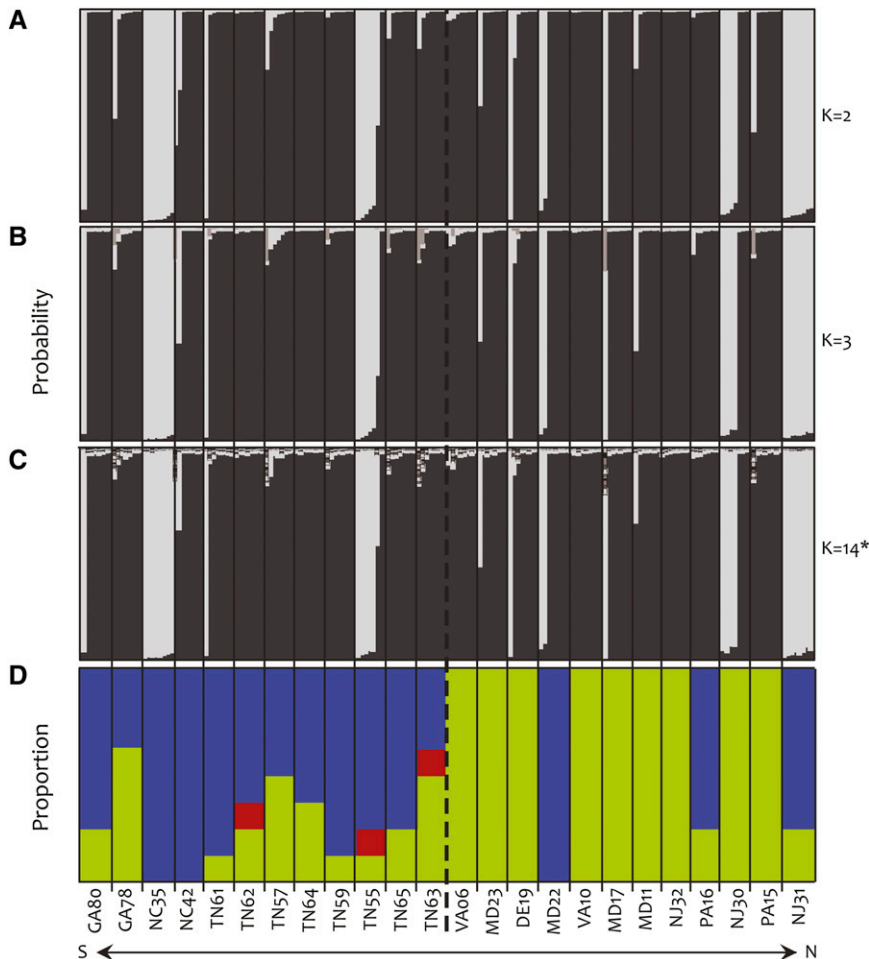 A
K=2
B
K=3
Probability
C
K=14*
D
Proportion
GA80
GA78
NC35
NC42
TN61
TN62
TN57
TN64
TN59
TN55
TN65
TN63
VA06
MD23
DE19
MD22
VA10
MD17
MD11
NJ32
PA16
NJ30
PA15
NJ31
S
N